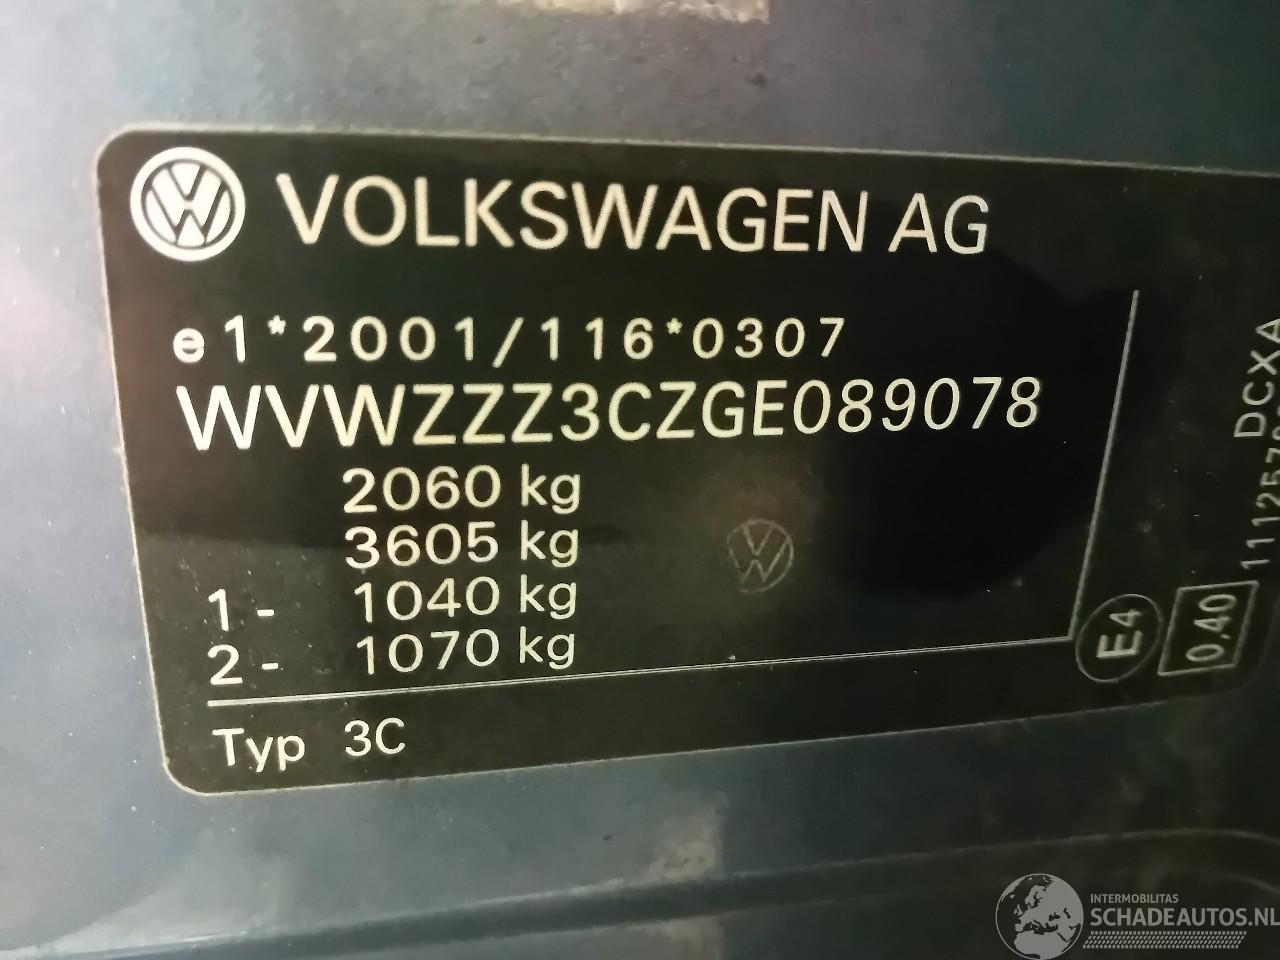 VOLKSWAGEN AG
e1*2001/116*0307
WVWZZZ3CZGE089078
2060 kg
3605 kg
1- 1040 kg
2- 1070 kg
Typ 3C
E4
0,40
DCXA
INTERMOBILITAS
SCHADEAUTOS.NL